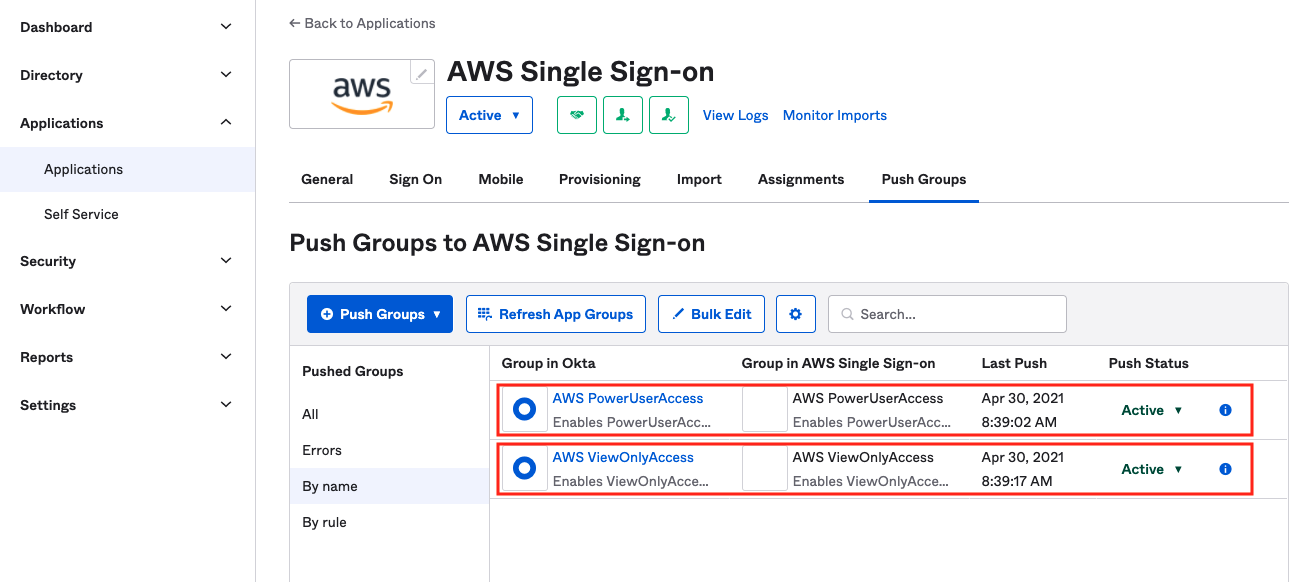 Dashboard
Directory
Applications
Applications
Self Service
Security
Workflow
Reports
Settings
← Back to Applications
aws
AWS Single Sign-on
Active ▼
View Logs Monitor Imports
General Sign On Mobile Provisioning Import Assignments Push Groups
Push Groups to AWS Single Sign-on
Push Groups ▼ Refresh App Groups Bulk Edit Search...
Pushed Groups
All
Errors
By name
By rule
Group in Okta Group in AWS Single Sign-on Last Push Push Status
AWS PowerUserAccess AWS PowerUserAccess Apr 30, 2021
Active ▼
Enables PowerUserAcc... Enables PowerUserAcc... 8:39:02 AM
AWS ViewOnlyAccess AWS ViewOnlyAccess Apr 30, 2021
Active ▼
Enables ViewOnlyAcce... Enables ViewOnlyAcce... 8:39:17 AM